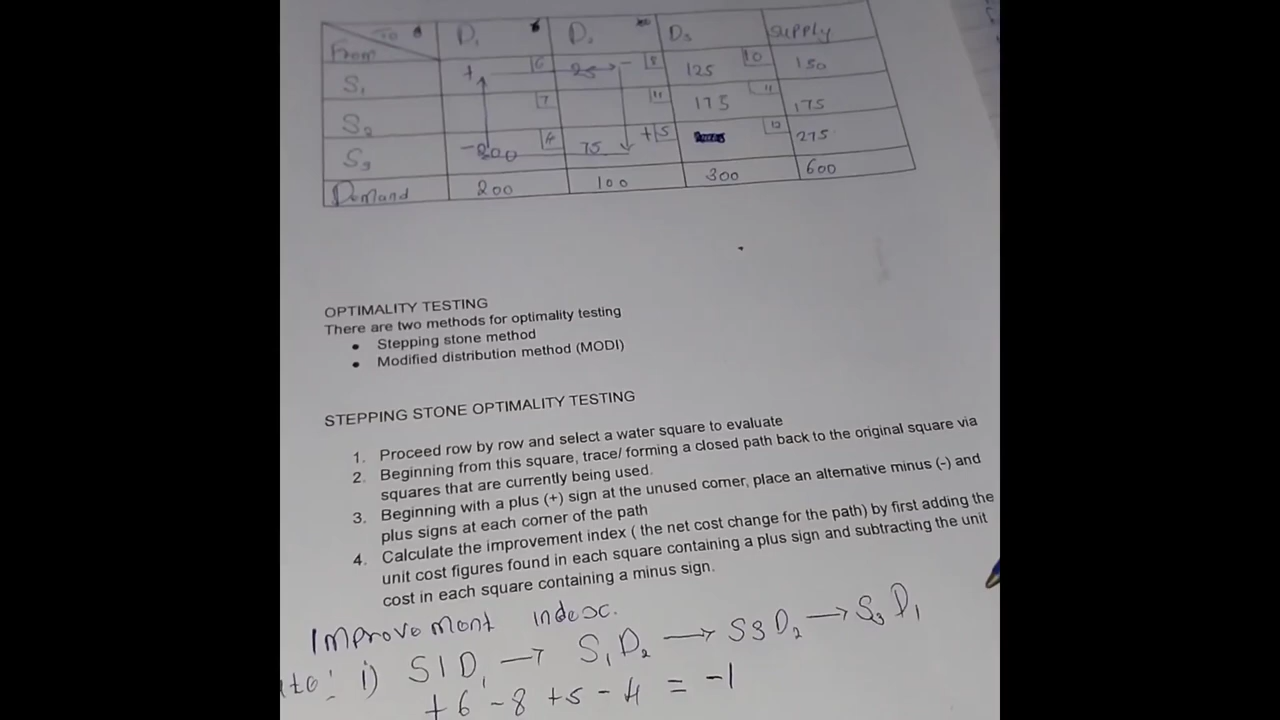 TO D1 D2 D3 Supply
From
S1 + 6 25 - 8 125 10 150
S2 7 11 175 11 175
S3 -200 4 75 +5 12 275
Demand 200 100 300 600
OPTIMALITY TESTING
There are two methods for optimality testing
• Stepping stone method
• Modified distribution method (MODI)
STEPPING STONE OPTIMALITY TESTING
1. Proceed row by row and select a water square to evaluate
2. Beginning from this square, trace/ forming a closed path back to the original square via
squares that are currently being used.
3. Beginning with a plus (+) sign at the unused corner, place an alternative minus (-) and
plus signs at each corner of the path
4. Calculate the improvement index ( the net cost change for the path) by first adding the
unit cost figures found in each square containing a plus sign and subtracting the unit
cost in each square containing a minus sign.
Improvement index.
i) S1D1 → S1D2 → S3D2 → S3D1
+6 -8 +5 -4 = -1